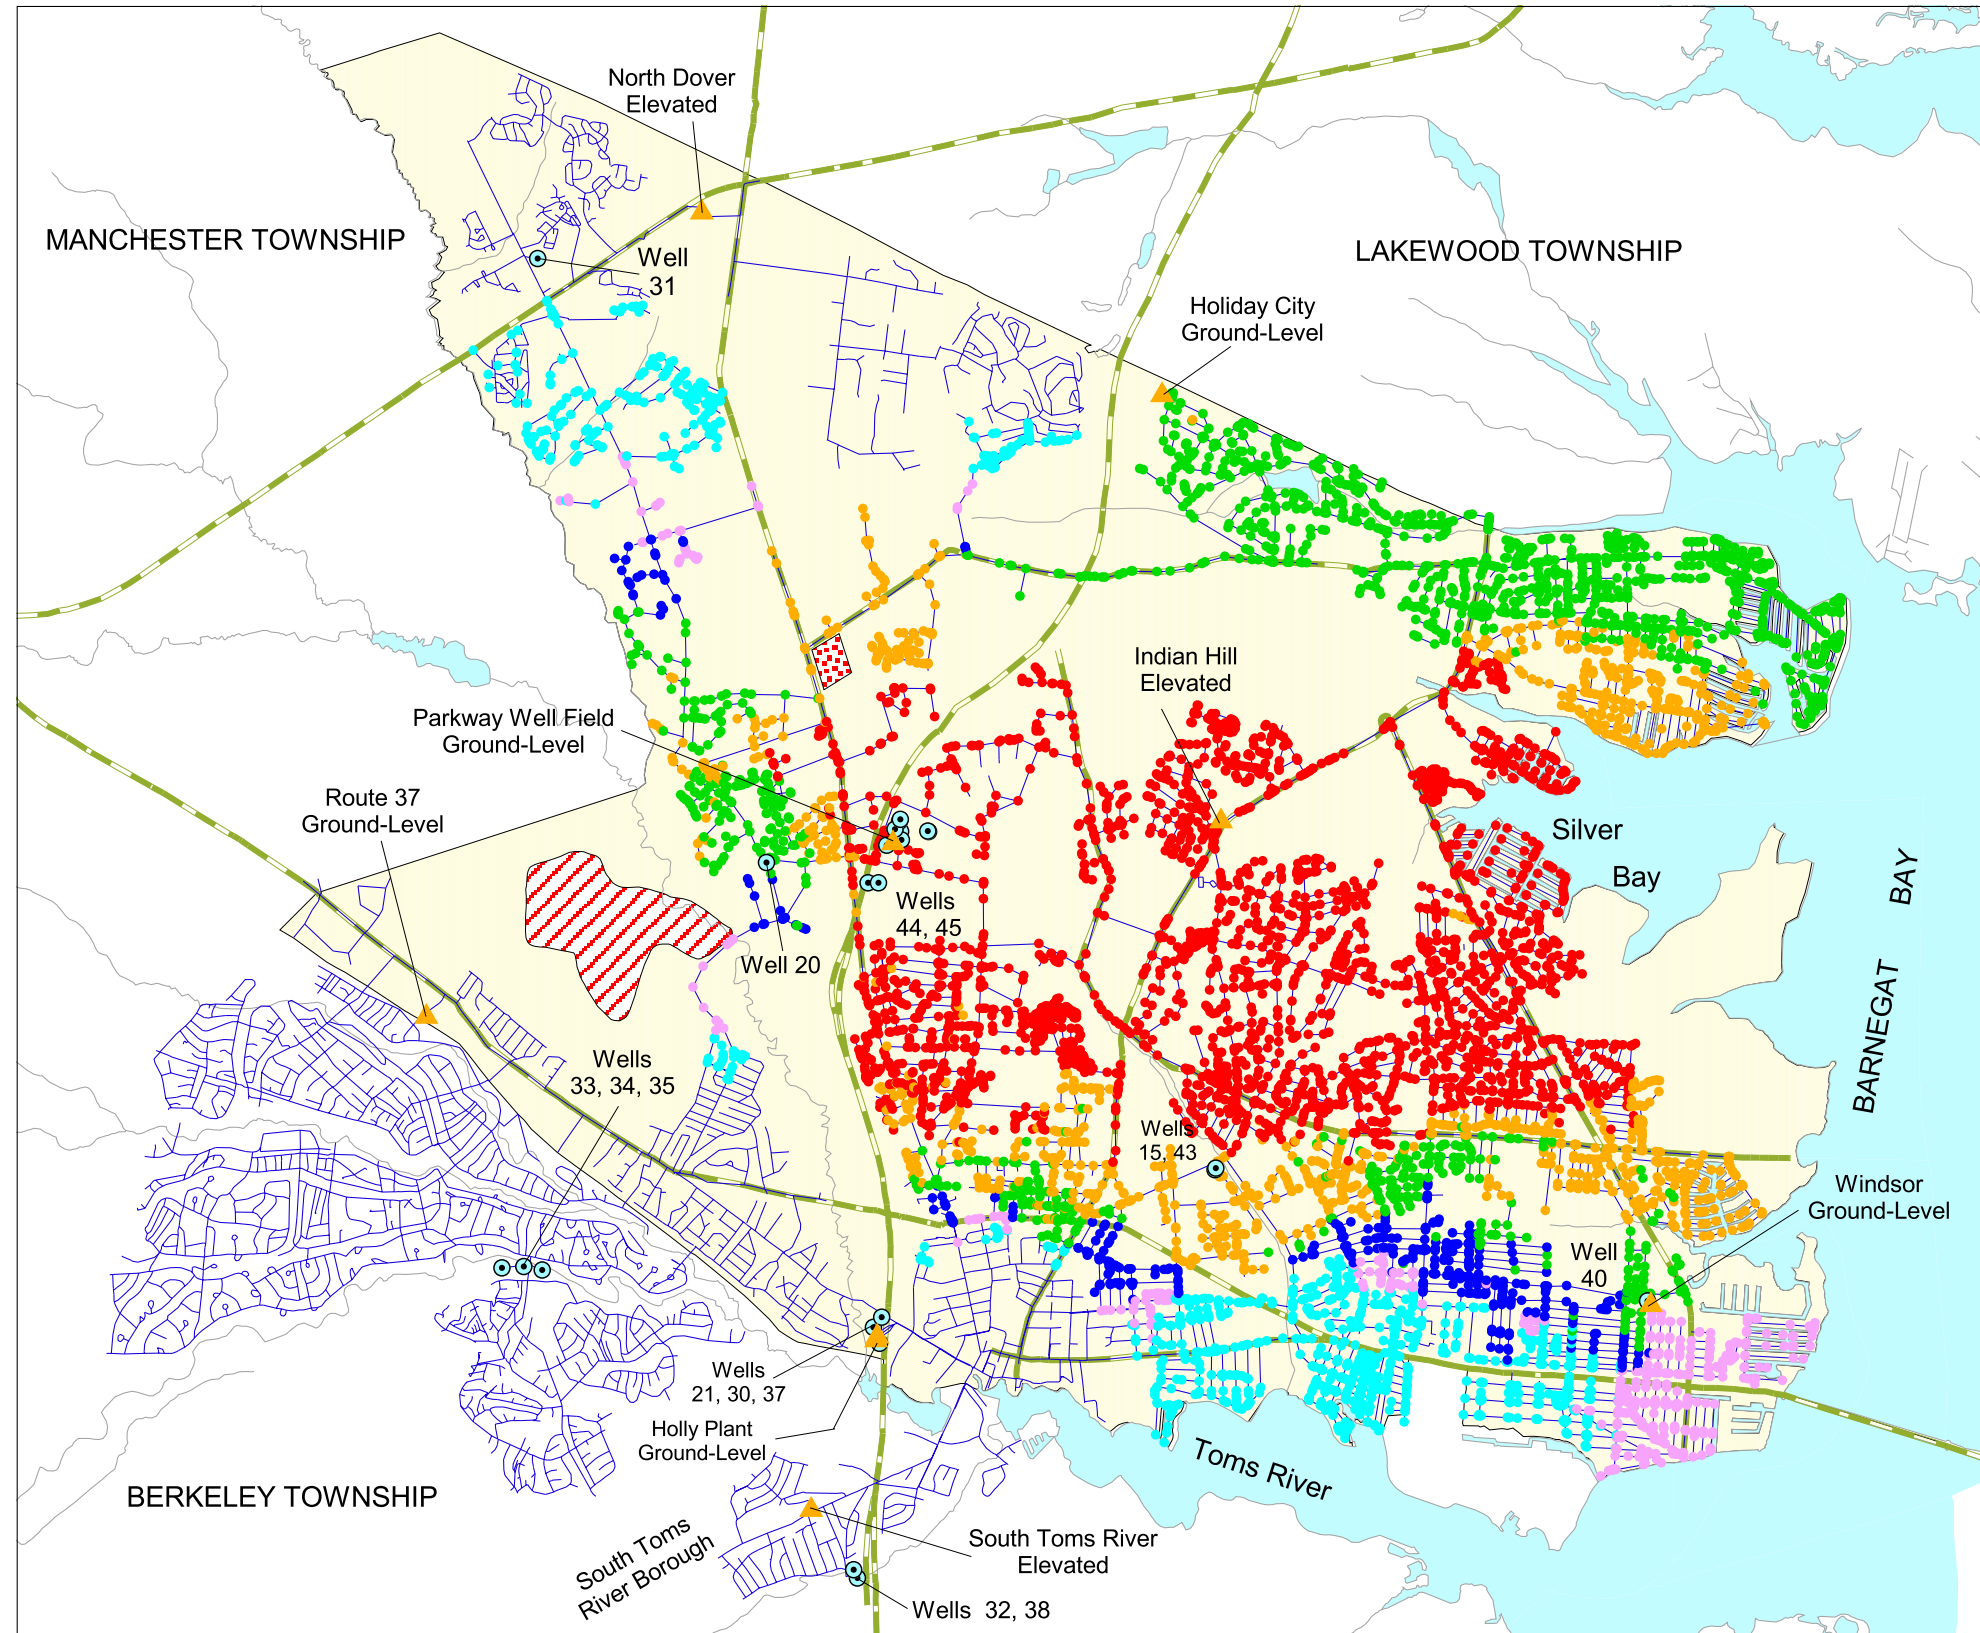 North Dover
Elevated
MANCHESTER TOWNSHIP
LAKEWOOD TOWNSHIP
Well
31
Holiday City
Ground-Level
Indian Hill
Elevated
Parkway Well Field
Ground-Level
Route 37
Ground-Level
Silver
Bay
BARNEGAT BAY
Wells
44, 45
Well 20
Wells
33, 34, 35
Wells
15, 43
Windsor
Ground-Level
Well
40
Wells
21, 30, 37
Holly Plant
Ground-Level
Toms River
BERKELEY TOWNSHIP
South Toms
River Borough
South Toms River
Elevated
Wells 32, 38